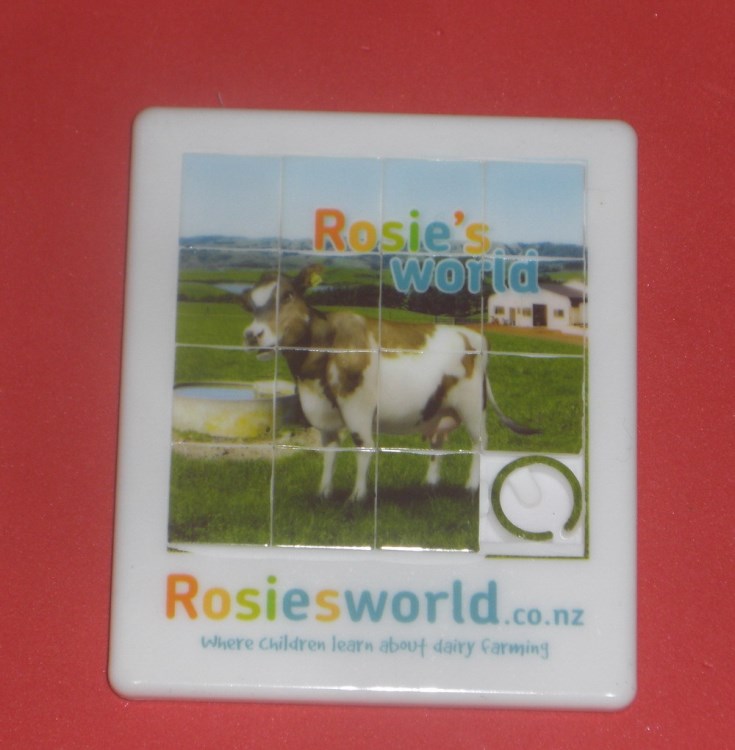 Rosie's
world
Rosiesworld.co.nz
Where children learn about dairy farming